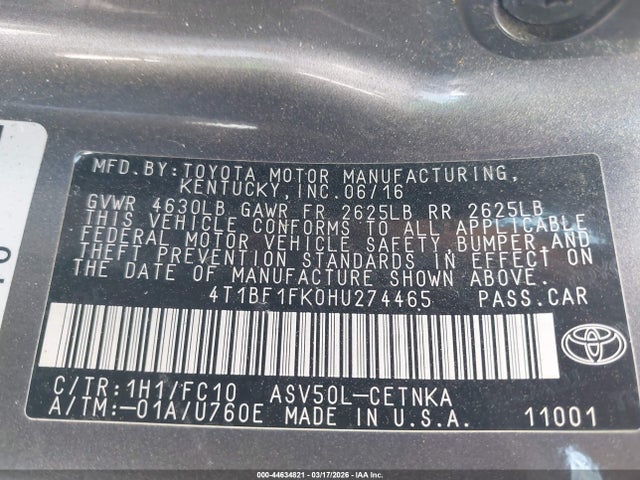 MFD.BY:TOYOTA MOTOR MANUFACTURING,
KENTUCKY,INC.06/16
GVWR 4630LB GAWR FR 2625LB RR 2625LB
THIS VEHICLE CONFORMS TO ALL APPLICABLE
FEDERAL MOTOR VEHICLE SAFETY BUMPER,AND
THEFT PREVENTION STANDARDS IN EFFECT ON
THE DATE OF MANUFACTURE SHOWN ABOVE.
4T1BF1FK0HU274465 PASS.CAR
C/TR:1H1/FC10 ASV50L-CETNKA
A/TM:-01A/U760E MADE IN U.S.A.
11001
TOYOTA
000-44634821 | 03/17/2026 | IAA Inc.